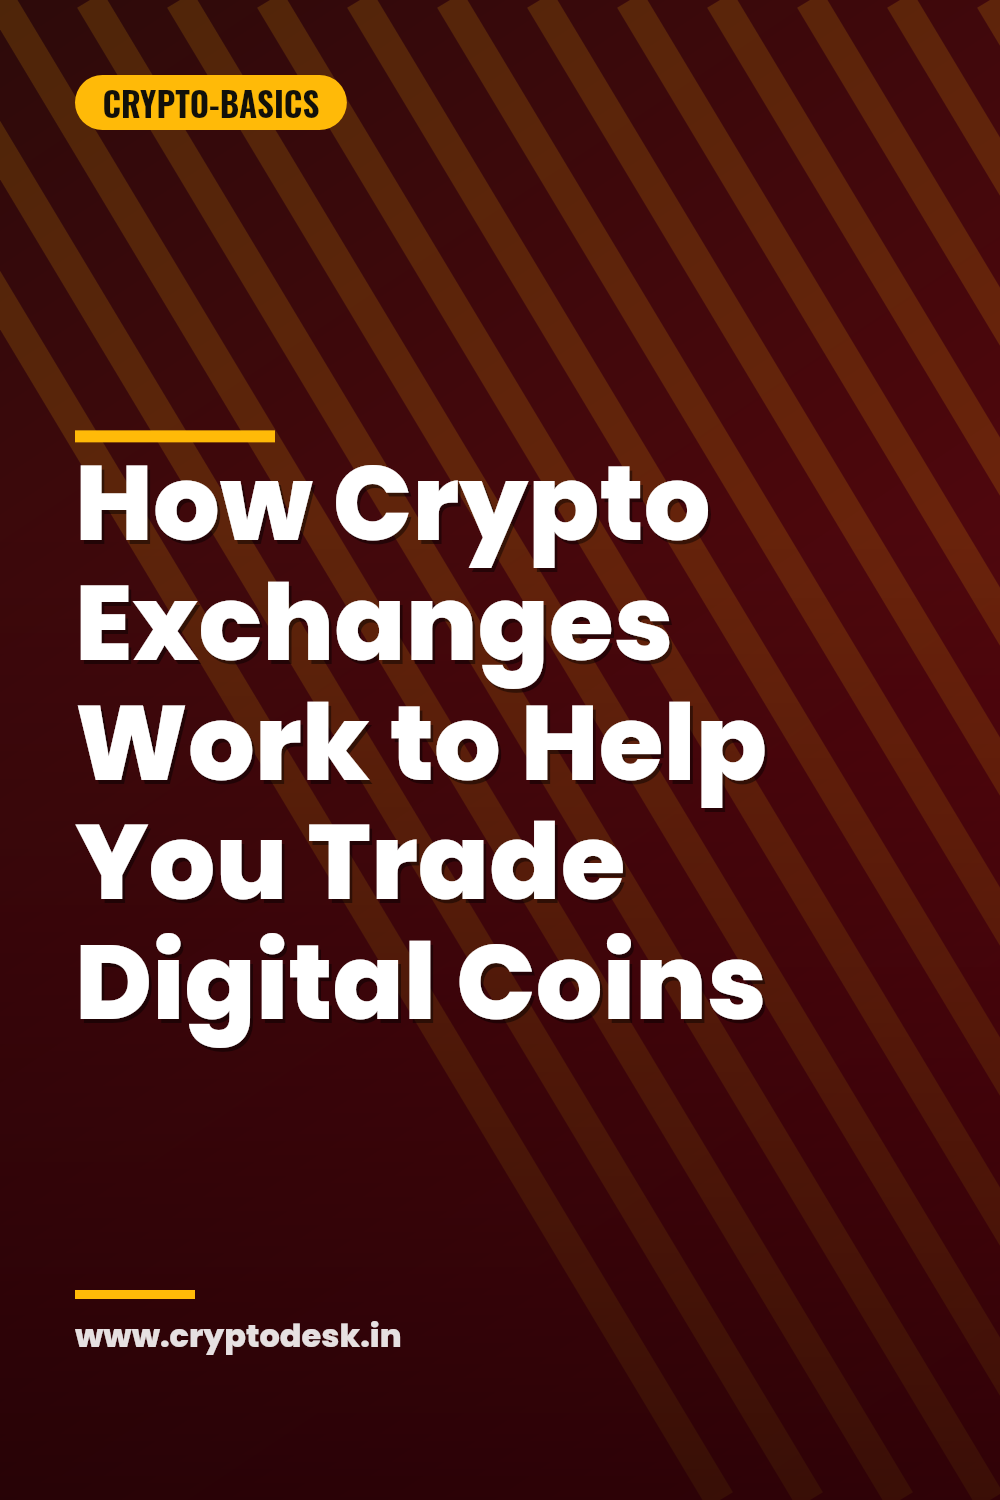 CRYPTO-BASICS
How Crypto
Exchanges
Work to Help
You Trade
Digital Coins
www.cryptodesk.in